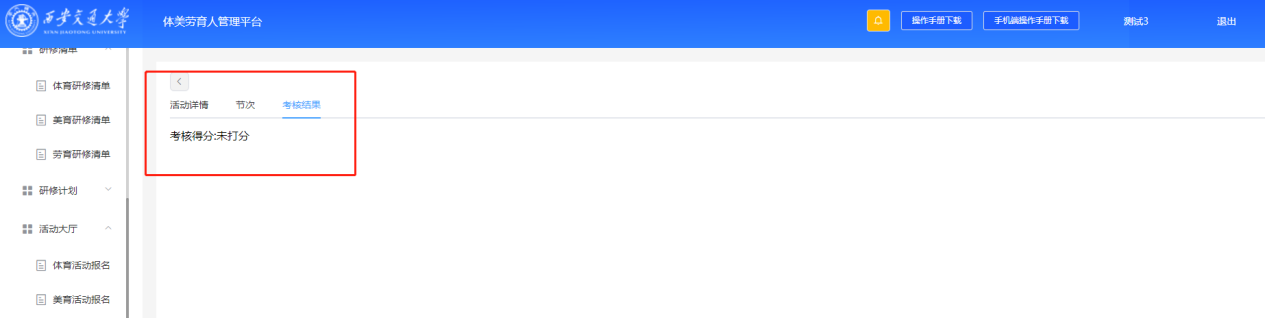 西安交通大学
XI'AN JIAOTONG UNIVERSITY
体美劳育人管理平台
操作手册下载
手机端操作手册下载
测试3
退出
研修清单
体育研修清单
美育研修清单
劳育研修清单
研修计划
活动大厅
体育活动报名
美育活动报名
活动详情
节次
考核结果
考核得分:未打分